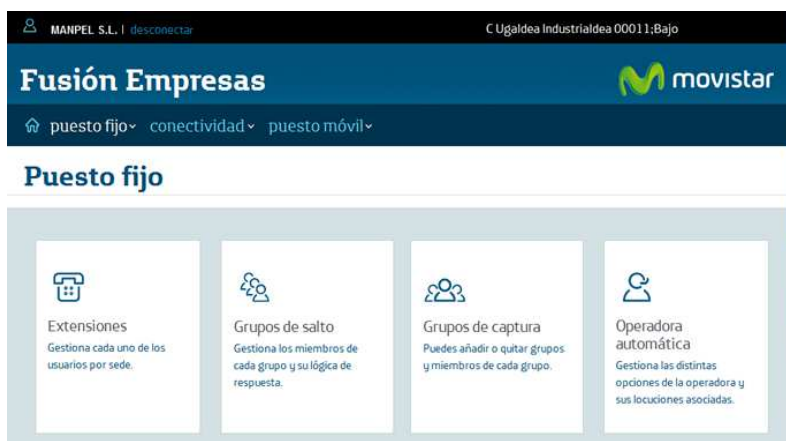 MANPEL S.L. | desconectar
C Ugaldea Industrialdea 00011;Bajo
Fusión Empresas
movistar
puesto fijo conectividad puesto móvil
Puesto fijo
Extensiones
Gestiona cada uno de los
usuarios por sede.
Grupos de salto
Gestiona los miembros de
cada grupo y su lógica de
respuesta.
Grupos de captura
Puedes añadir o quitar grupos
y miembros de cada grupo.
Operadora
automática
Gestiona las distintas
opciones de la operadora y
sus locuciones asociadas.